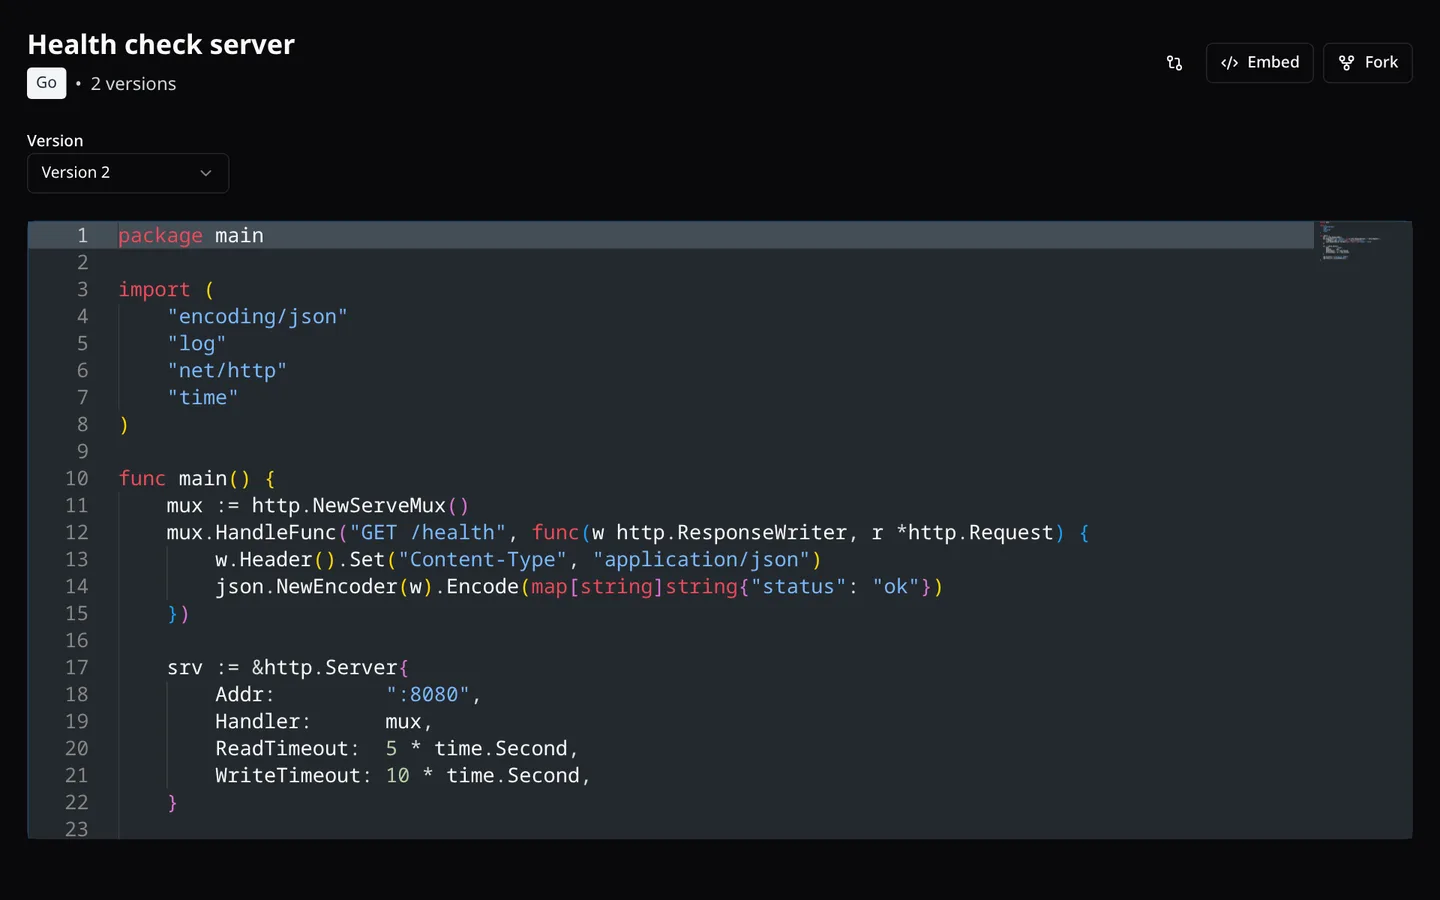 Health check server
Go • 2 versions
Embed
Fork
Version
Version 2
1 package main
2
3 import (
4     "encoding/json"
5     "log"
6     "net/http"
7     "time"
8 )
9
10 func main() {
11     mux := http.NewServeMux()
12     mux.HandleFunc("GET /health", func(w http.ResponseWriter, r *http.Request) {
13         w.Header().Set("Content-Type", "application/json")
14         json.NewEncoder(w).Encode(map[string]string{"status": "ok"})
15     })
16
17     srv := &http.Server{
18         Addr:         ":8080",
19         Handler:      mux,
20         ReadTimeout:  5 * time.Second,
21         WriteTimeout: 10 * time.Second,
22     }
23